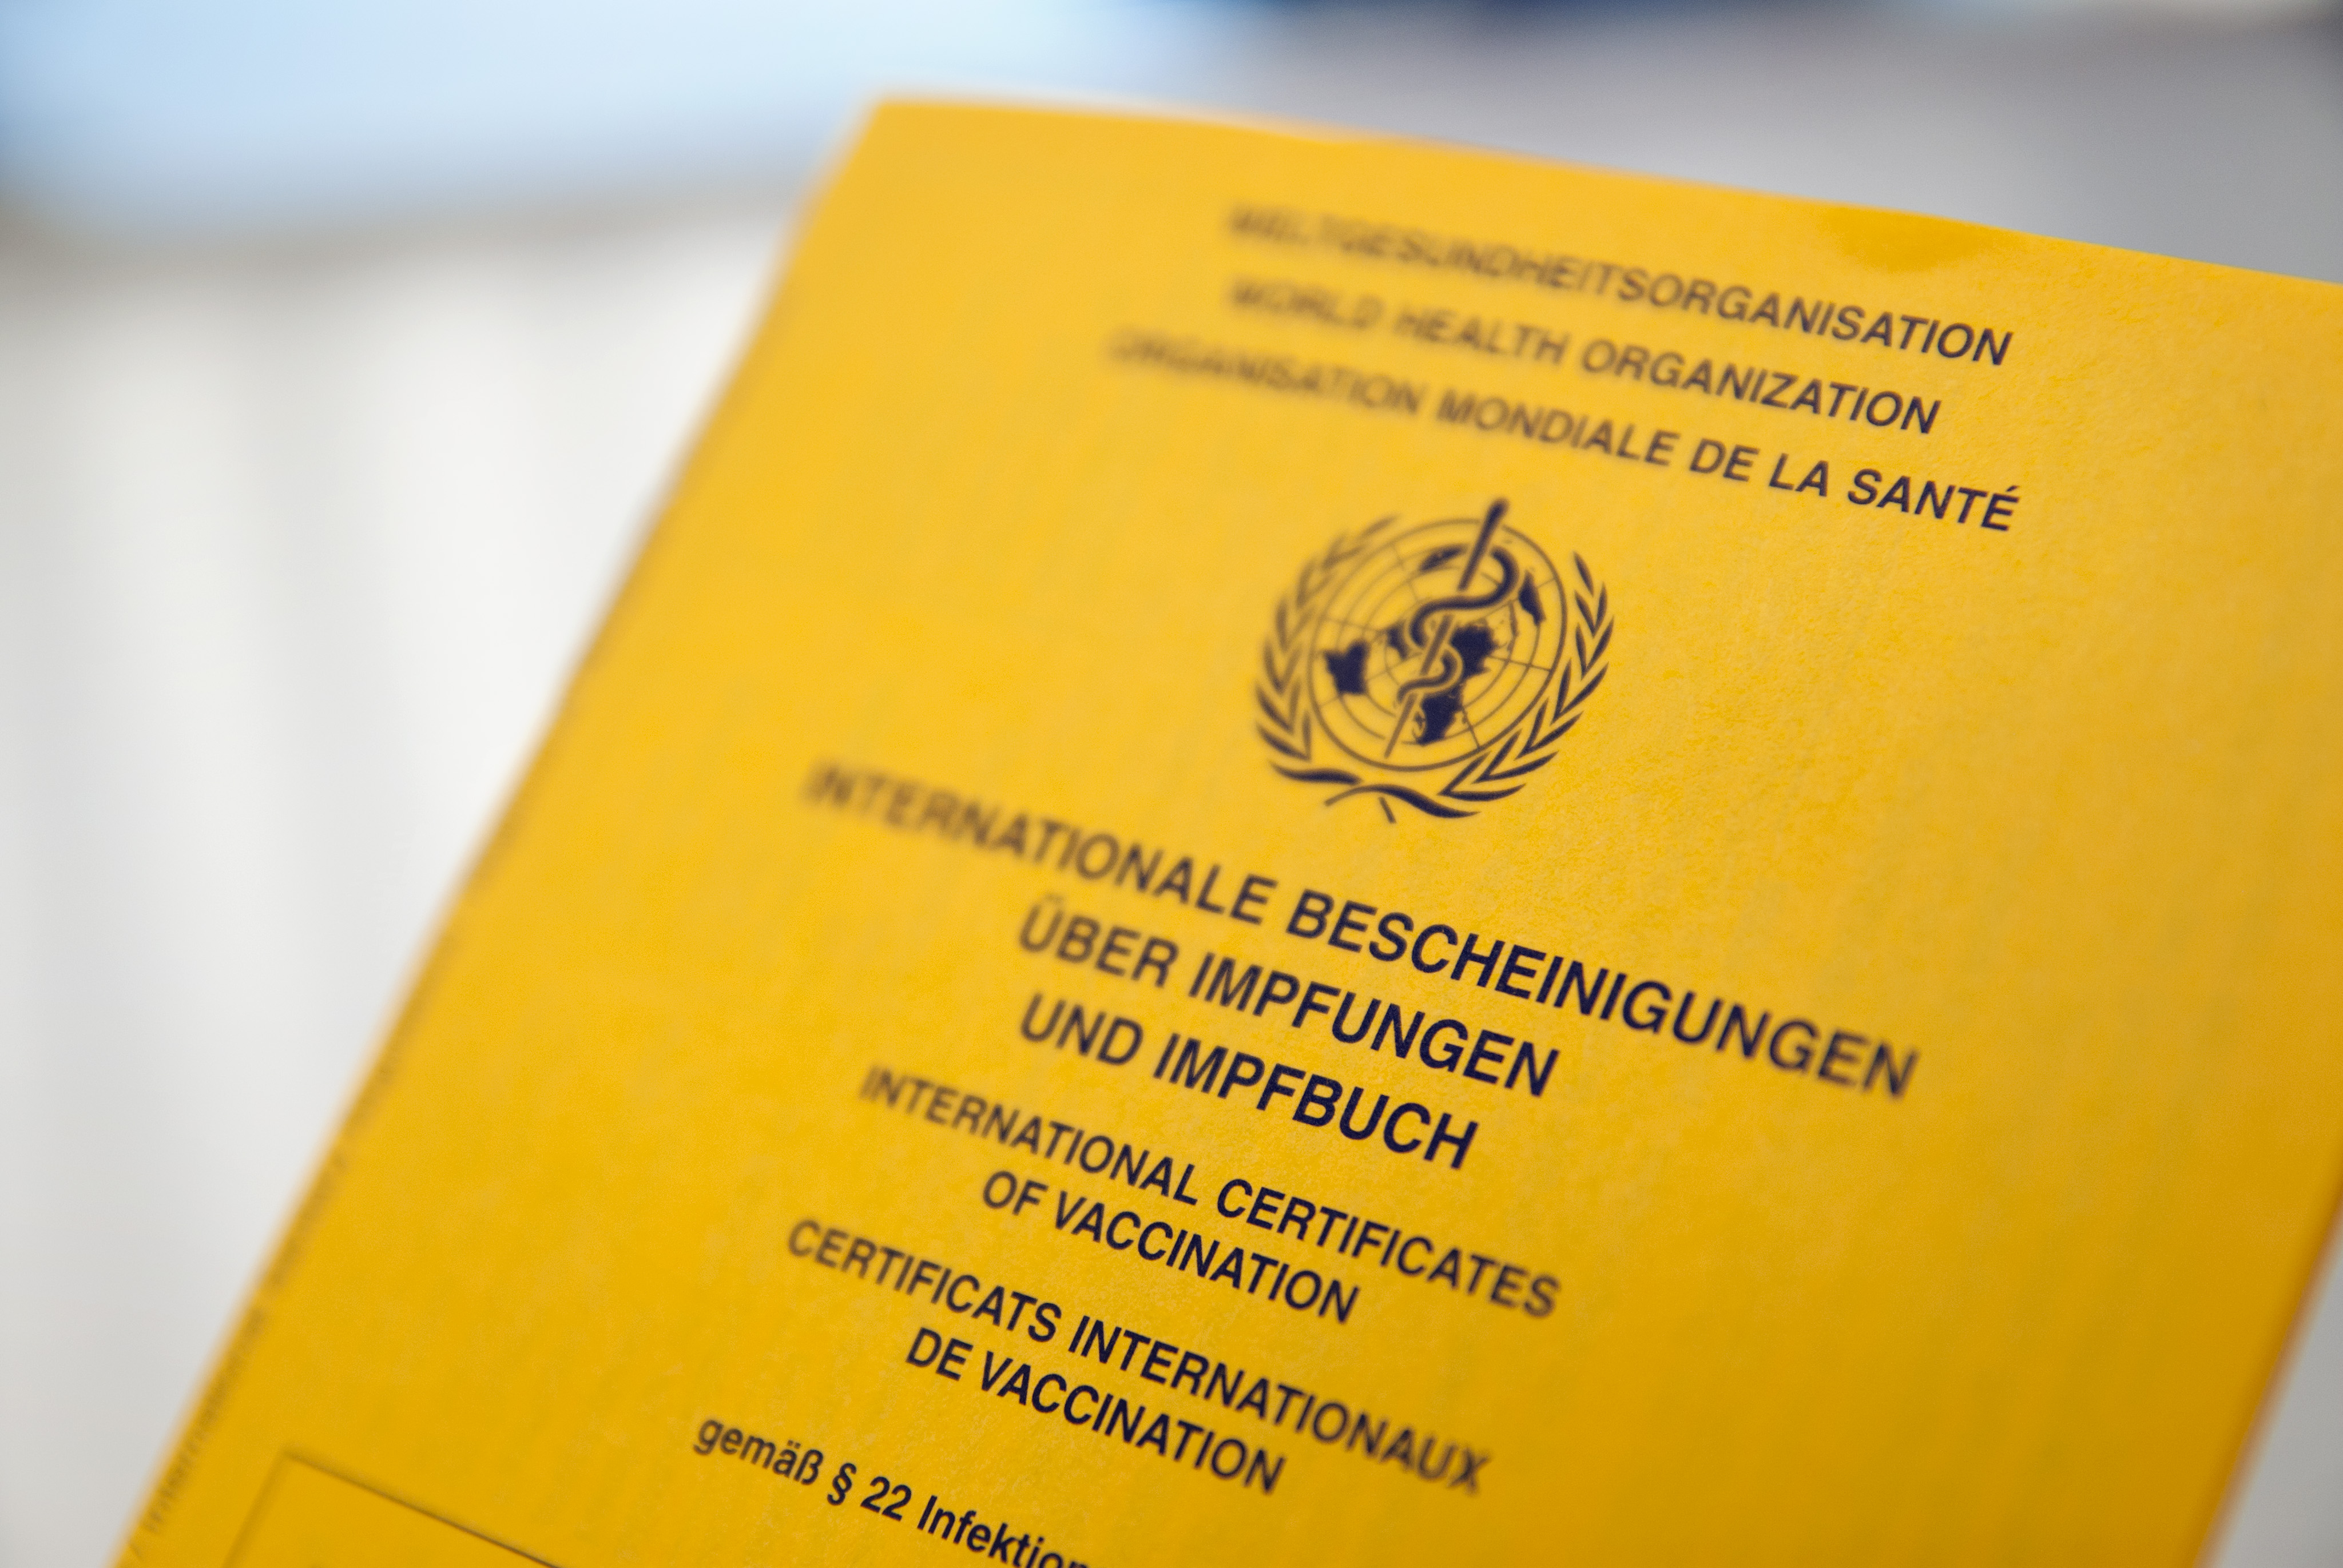 WELTGESUNDHEITSORGANISATION
WORLD HEALTH ORGANIZATION
ORGANISATION MONDIALE DE LA SANTÉ
INTERNATIONALE BESCHEINIGUNGEN
ÜBER IMPFUNGEN
UND IMPFBUCH
INTERNATIONAL CERTIFICATES
OF VACCINATION
CERTIFICATS INTERNATIONAUX
DE VACCINATION
gemäß § 22